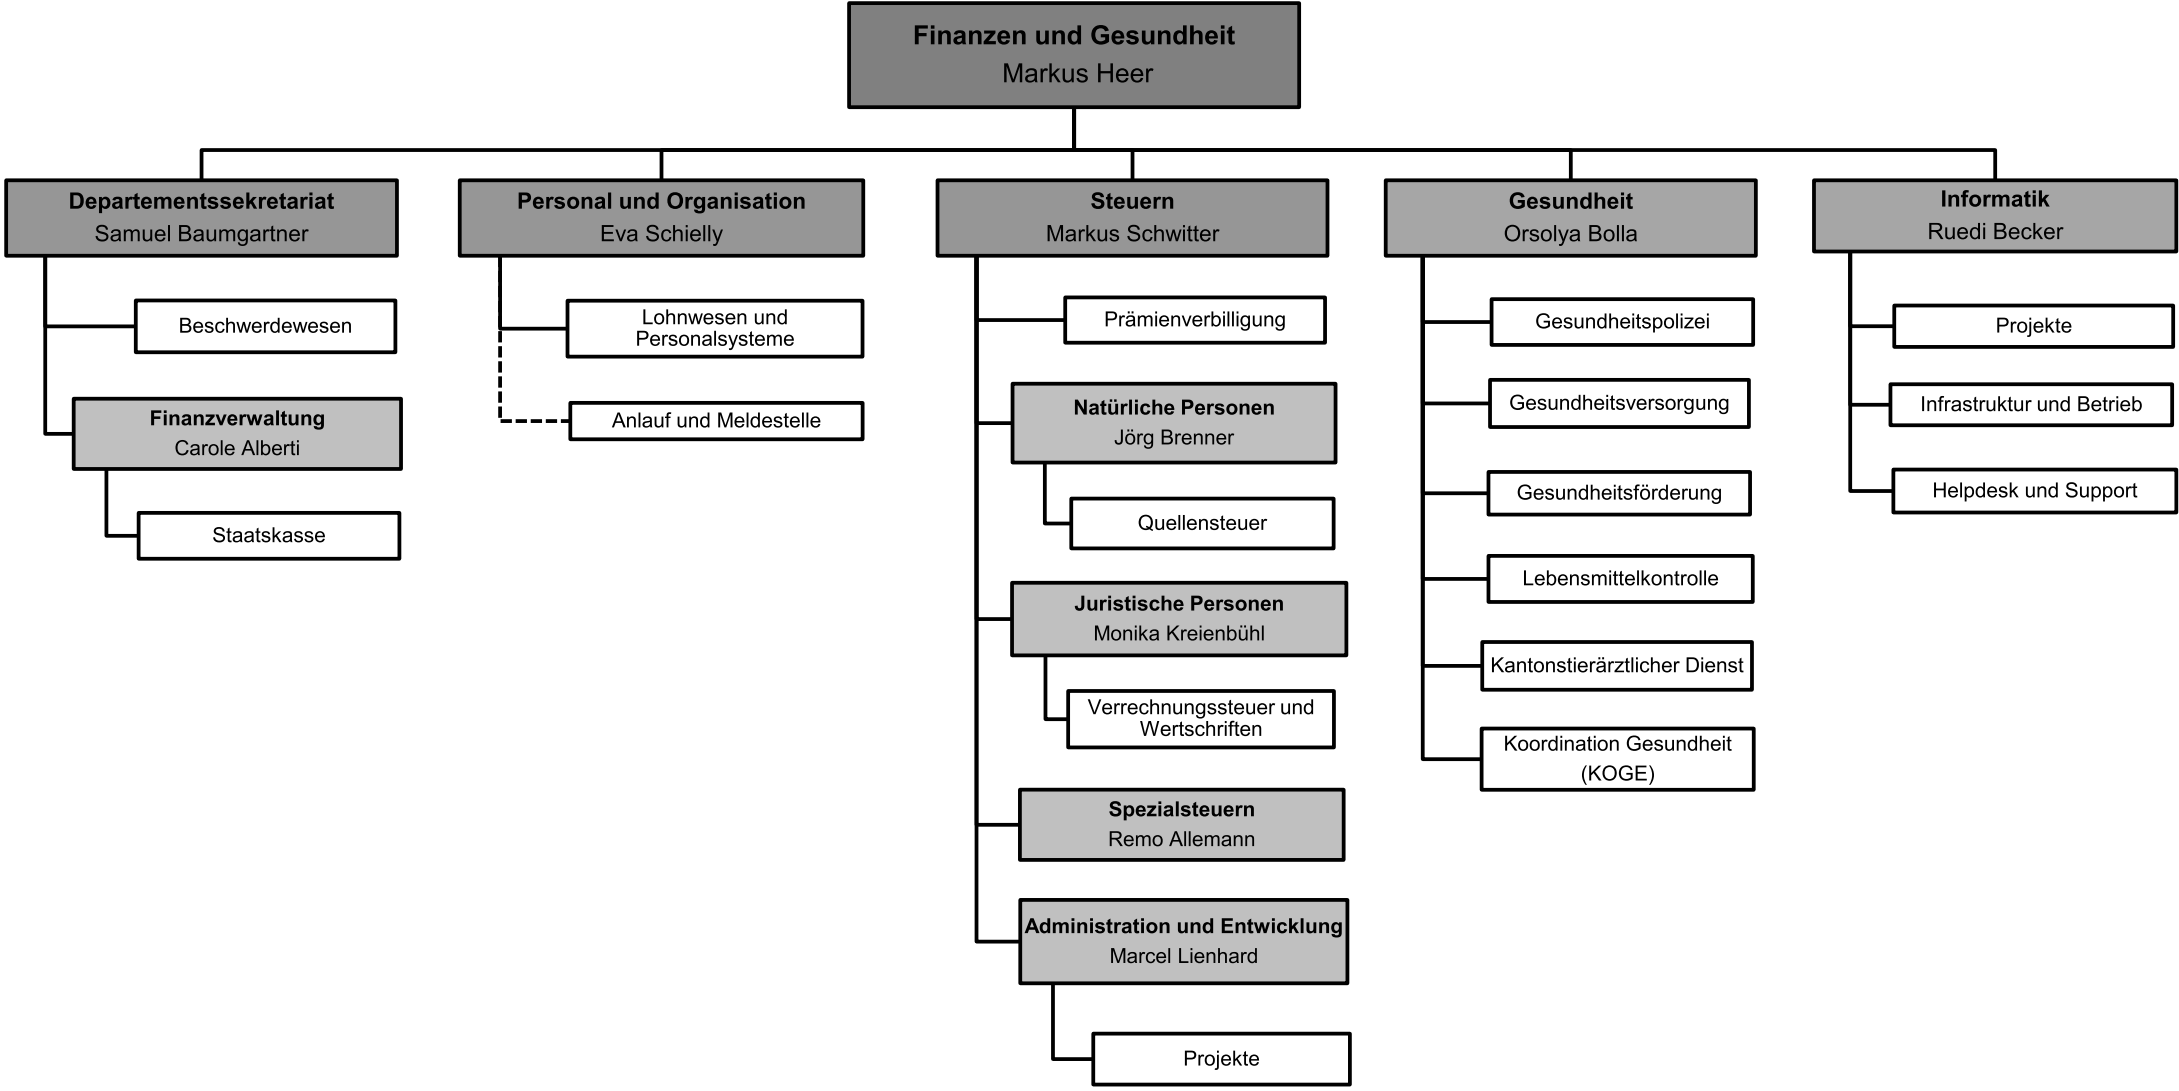 Finanzen und Gesundheit
Markus Heer
Departementssekretariat
Samuel Baumgartner
Beschwerdewesen
Finanzverwaltung
Carole Alberti
Staatskasse
Personal und Organisation
Eva Schielly
Lohnwesen und
Personalsysteme
Anlauf und Meldestelle
Steuern
Markus Schwitter
Prämienverbilligung
Natürliche Personen
Jörg Brenner
Quellensteuer
Juristische Personen
Monika Kreienbühl
Verrechnungssteuer und
Wertschriften
Spezialsteuern
Remo Allemann
Administration und Entwicklung
Marcel Lienhard
Projekte
Gesundheit
Orsolya Bolla
Gesundheitspolizei
Gesundheitsversorgung
Gesundheitsförderung
Lebensmittelkontrolle
Kantonstierärztlicher Dienst
Koordination Gesundheit
(KOGE)
Informatik
Ruedi Becker
Projekte
Infrastruktur und Betrieb
Helpdesk und Support